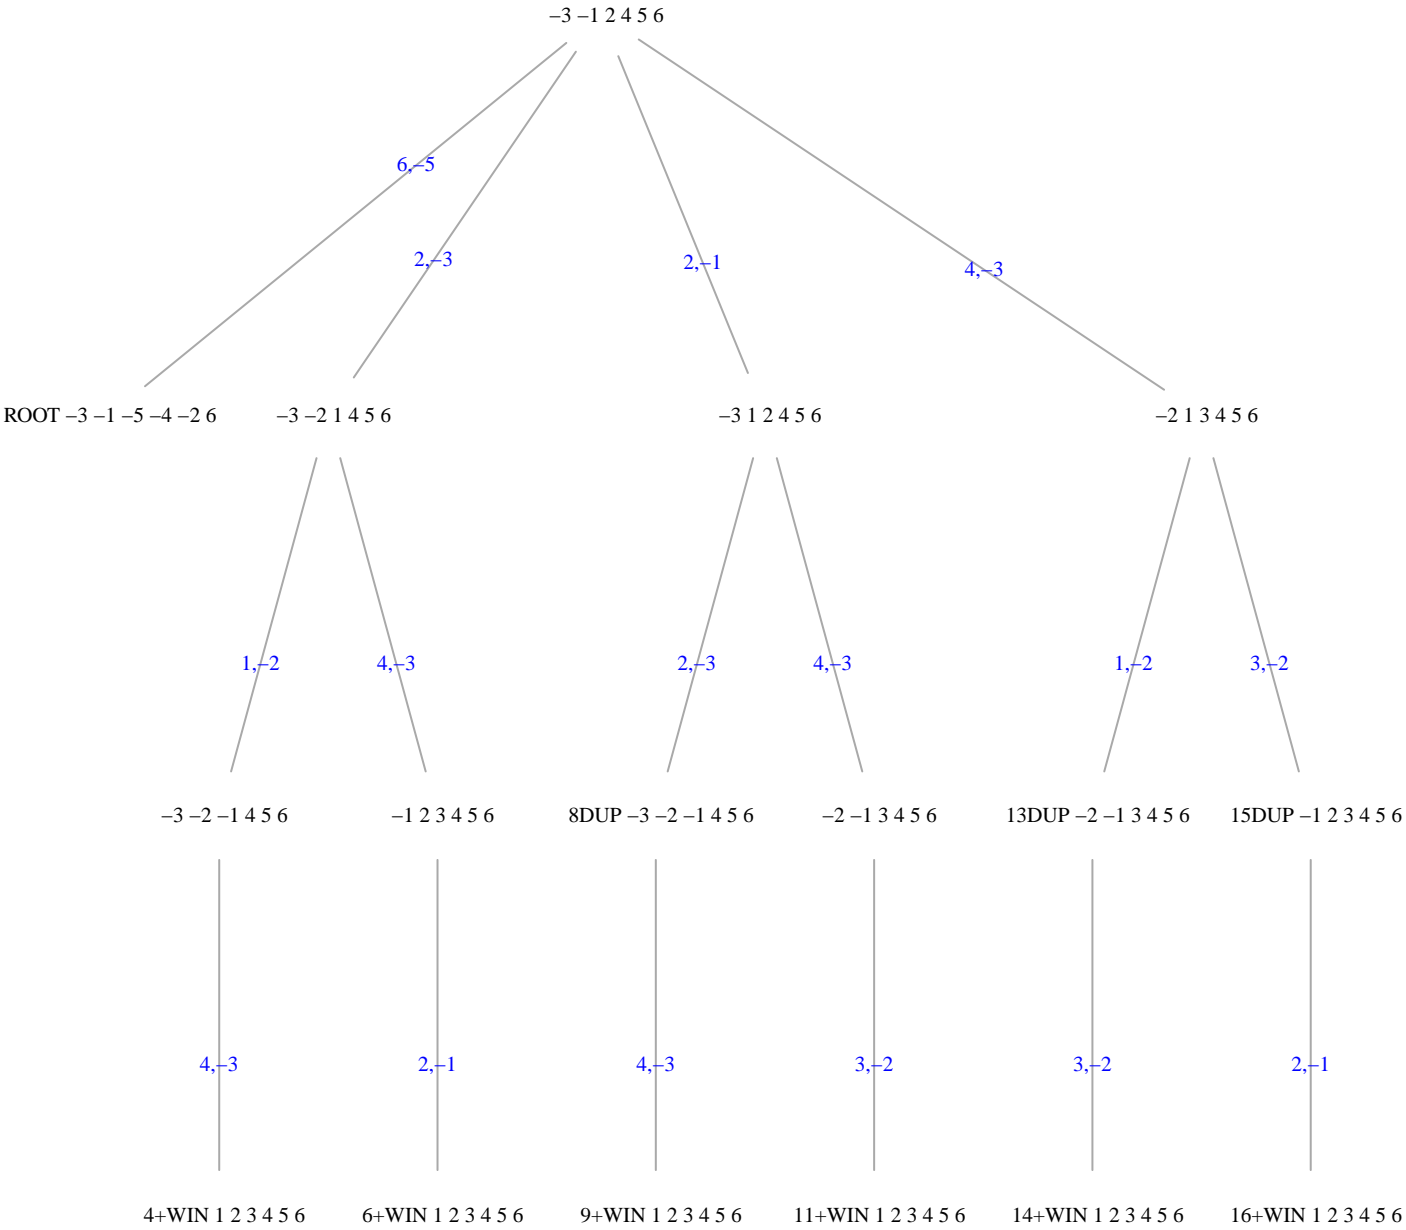 –3 –1 2 4 5 6
6,–5
2,–3
2,–1
4,–3
ROOT –3 –1 –5 –4 –2 6
–3 –2 1 4 5 6
–3 1 2 4 5 6
–2 1 3 4 5 6
1,–2
4,–3
2,–3
4,–3
1,–2
3,–2
–3 –2 –1 4 5 6
–1 2 3 4 5 6
8DUP –3 –2 –1 4 5 6
–2 –1 3 4 5 6
13DUP –2 –1 3 4 5 6
15DUP –1 2 3 4 5 6
4,–3
2,–1
4,–3
3,–2
3,–2
2,–1
4+WIN 1 2 3 4 5 6
6+WIN 1 2 3 4 5 6
9+WIN 1 2 3 4 5 6
11+WIN 1 2 3 4 5 6
14+WIN 1 2 3 4 5 6
16+WIN 1 2 3 4 5 6